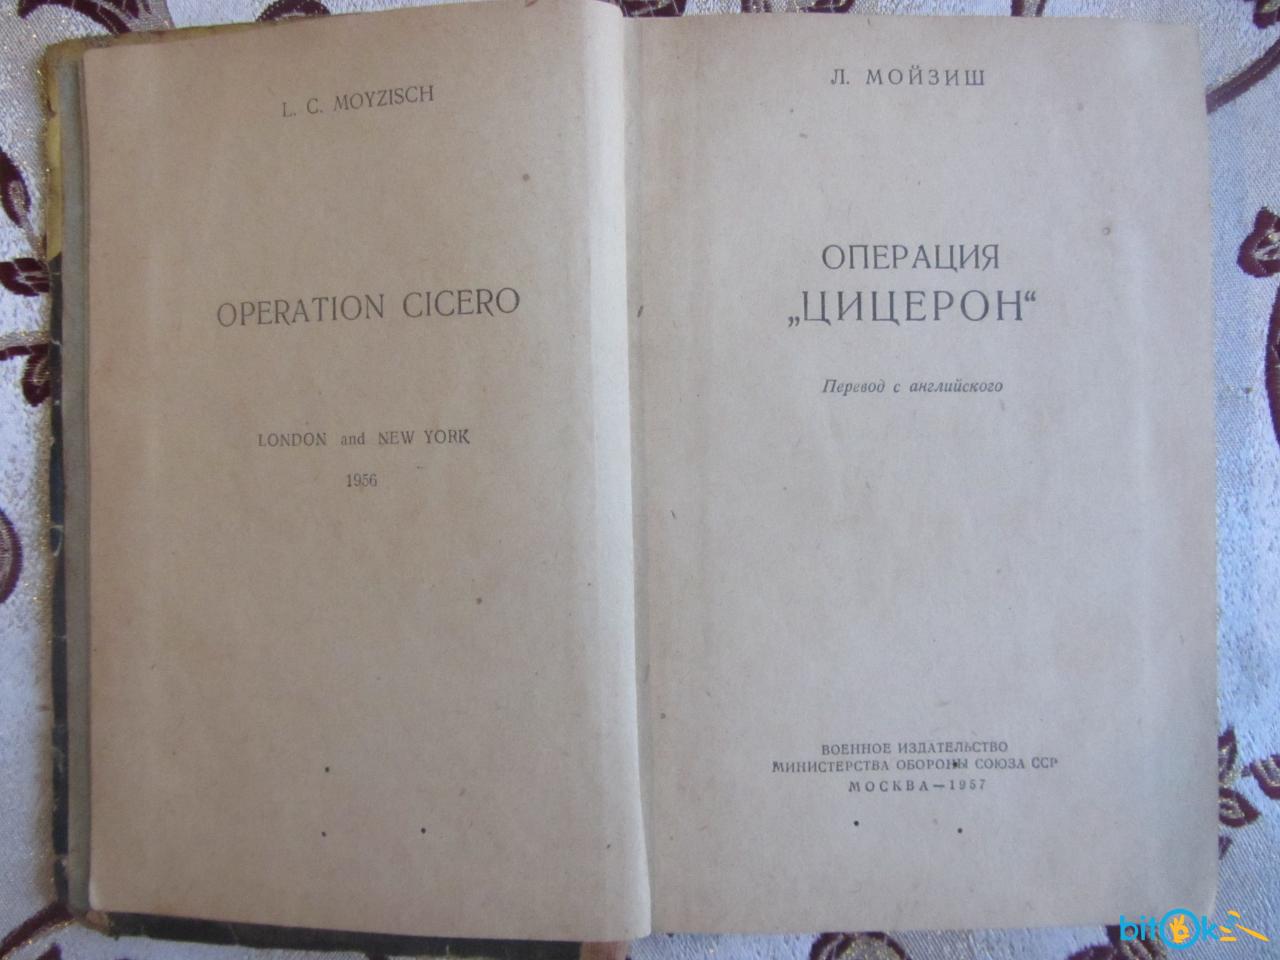 L. C. MOYZISCH
OPERATION CICERO
LONDON and NEW YORK
1956
Л. МОЙЗИШ
ОПЕРАЦИЯ
„ЦИЦЕРОН“
Перевод с английского
ВОЕННОЕ ИЗДАТЕЛЬСТВО
МИНИСТЕРСТВА ОБОРОНЫ СОЮЗА ССР
МОСКВА—1957
bitOk